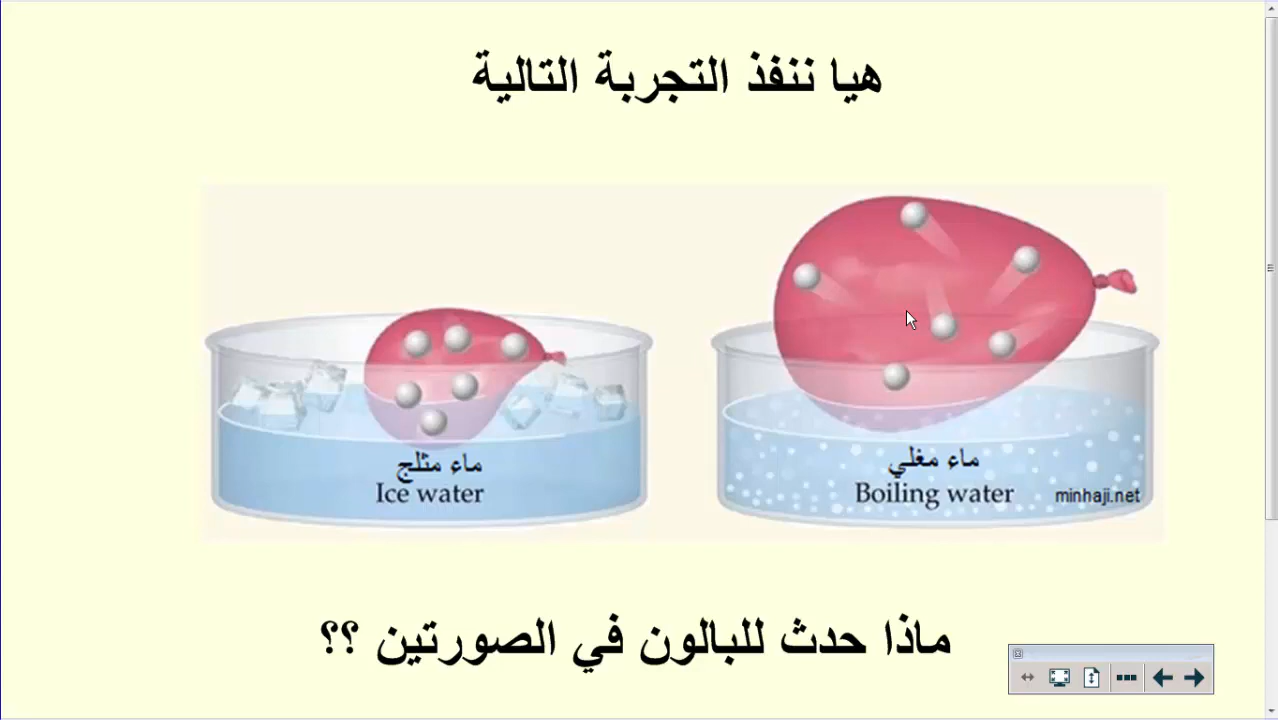 هيا ننفذ التجربة التالية
ماء مثلج
Ice water
ماء مغلي
Boiling water
minhaji.net
ماذا حدث للبالون في الصورتين ؟؟